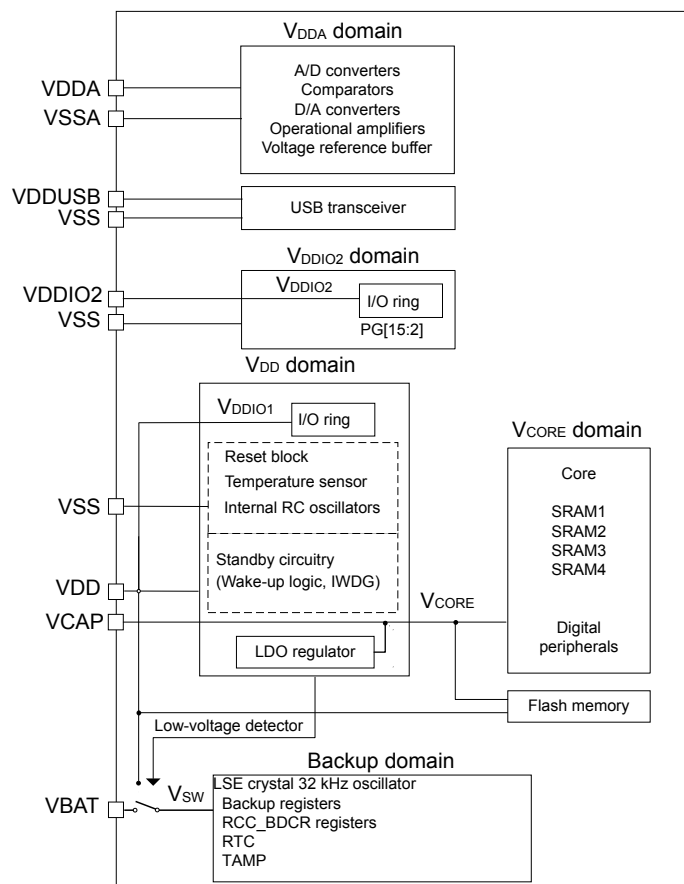 VDDA domain
VDDA
VSSA
A/D converters
Comparators
D/A converters
Operational amplifiers
Voltage reference buffer
VDDUSB
VSS
USB transceiver
VDDIO2 domain
VDDIO2
VSS
VDDIO2
I/O ring
PG[15:2]
VDD domain
VDDIO1
I/O ring
Reset block
Temperature sensor
Internal RC oscillators
VSS
Standby circuitry
(Wake-up logic, IWDG)
VDD
VCAP
LDO regulator
VCORE
VCORE domain
Core
SRAM1
SRAM2
SRAM3
SRAM4
Digital
peripherals
Flash memory
Low-voltage detector
Backup domain
VBAT
VSW
LSE crystal 32 kHz oscillator
Backup registers
RCC_BDCR registers
RTC
TAMP